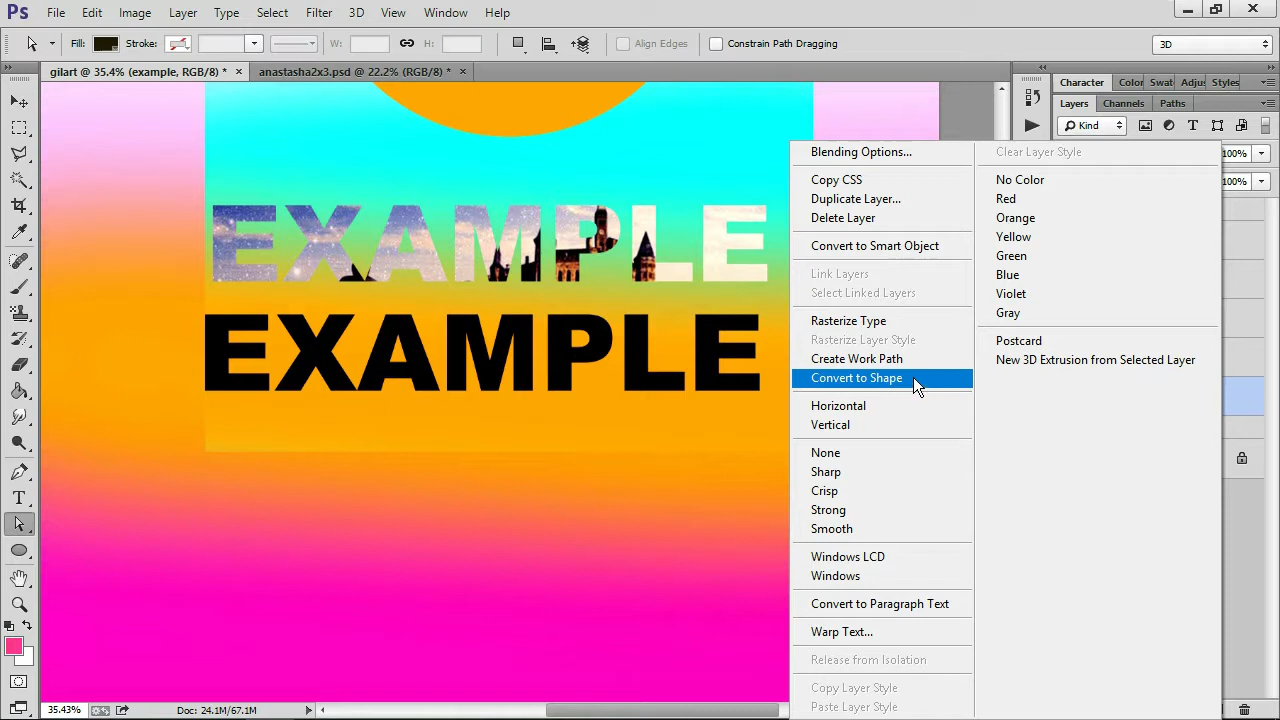 Ps File Edit Image Layer Type Select Filter 3D View Window Help
Fill: Stroke: W: H: Align Edges Constrain Path Dragging 3D
gilart @ 35.4% (example, RGB/8) * × anastasha2x3.psd @ 22.2% (RGB/8) * ×
Character Color Swat Adjus Styles
Layers Channels Paths
Kind
100%
100%
EXAMPLE
EXAMPLE
Blending Options...
Copy CSS
Duplicate Layer...
Delete Layer
Convert to Smart Object
Link Layers
Select Linked Layers
Rasterize Type
Rasterize Layer Style
Create Work Path
Convert to Shape
Horizontal
Vertical
None
Sharp
Crisp
Strong
Smooth
Windows LCD
Windows
Convert to Paragraph Text
Warp Text...
Release from Isolation
Copy Layer Style
Paste Layer Style
Clear Layer Style
No Color
Red
Orange
Yellow
Green
Blue
Violet
Gray
Postcard
New 3D Extrusion from Selected Layer
35.43% Doc: 24.1M/67.1M